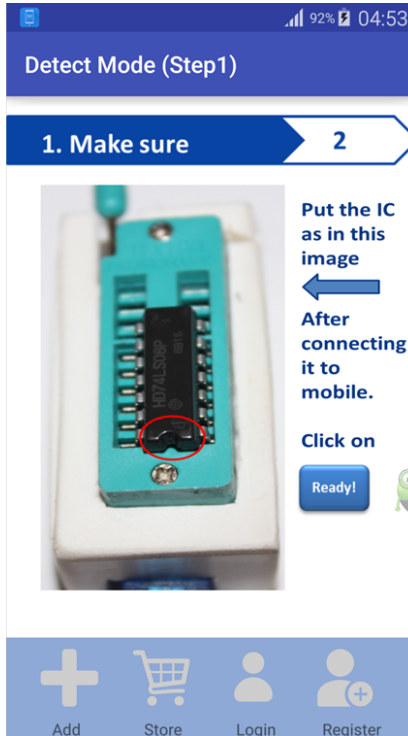 92% 04:53
Detect Mode (Step1)
1. Make sure
2
HD74LS08P
Put the IC
as in this
image
After
connecting
it to
mobile.
Click on
Ready!
Add Store Login Register